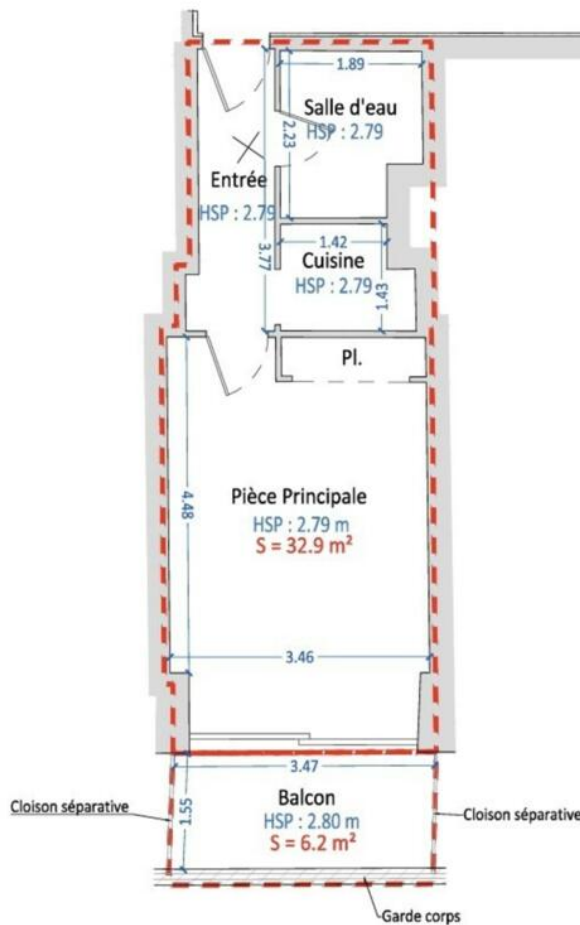 1.89
Salle d'eau
HSP : 2.79
2.23
Entrée
HSP : 2.79
3.77
1.42
Cuisine
HSP : 2.79
1.43
Pl.
4.48
Pièce Principale
HSP : 2.79 m
S = 32.9 m²
3.46
3.47
1.55
Balcon
HSP : 2.80 m
S = 6.2 m²
Cloison séparative
Cloison séparative
Garde corps